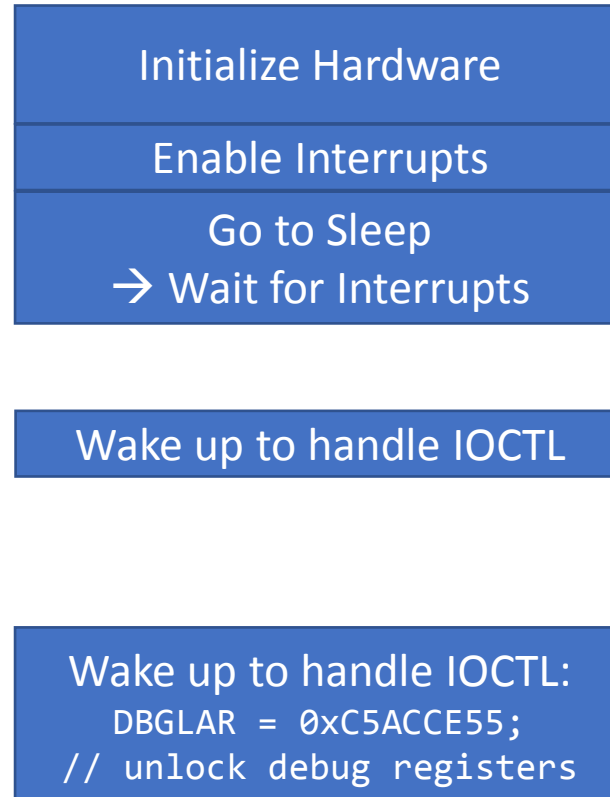 Initialize Hardware
Enable Interrupts
Go to Sleep
→ Wait for Interrupts
Wake up to handle IOCTL
Wake up to handle IOCTL:
DBGLAR = 0xC5ACCE55;
// unlock debug registers